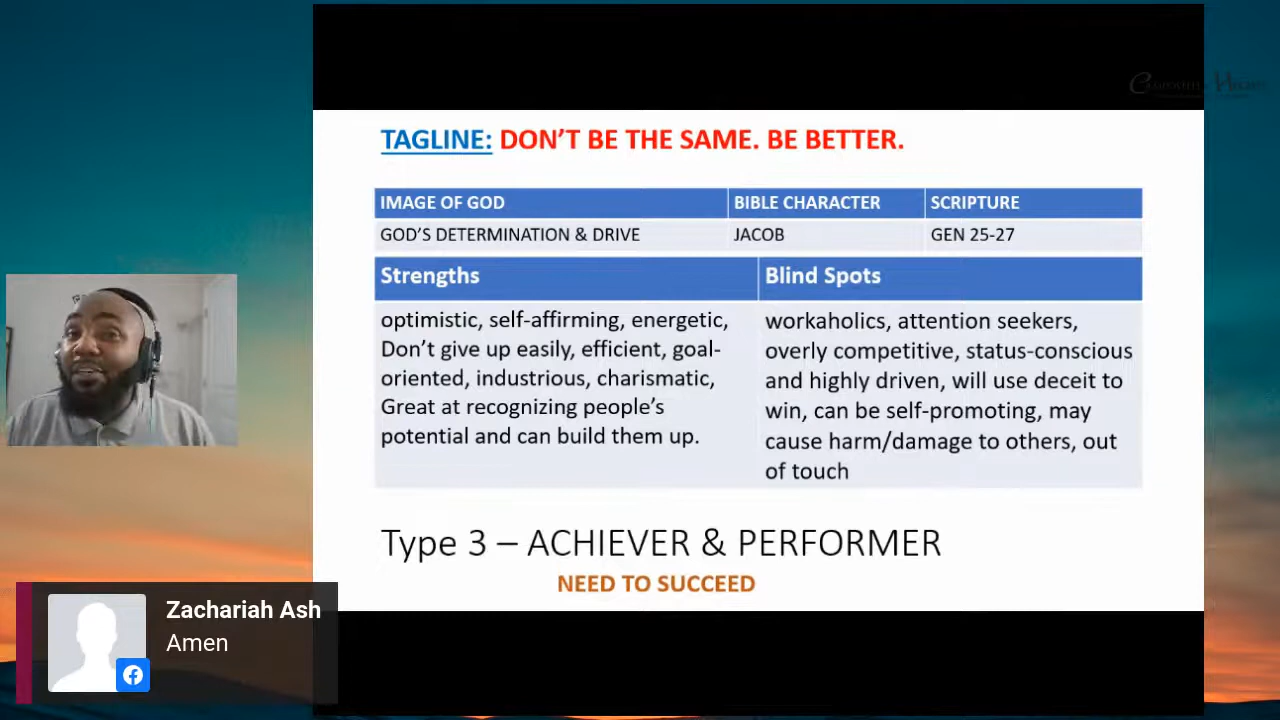 TAGLINE: DON'T BE THE SAME. BE BETTER.
IMAGE OF GOD BIBLE CHARACTER SCRIPTURE
GOD'S DETERMINATION & DRIVE JACOB GEN 25-27
Strengths Blind Spots
optimistic, self-affirming, energetic,
Don't give up easily, efficient, goal-
oriented, industrious, charismatic,
Great at recognizing people's
potential and can build them up.
workaholics, attention seekers,
overly competitive, status-conscious
and highly driven, will use deceit to
win, can be self-promoting, may
cause harm/damage to others, out
of touch
Type 3 – ACHIEVER & PERFORMER
NEED TO SUCCEED
Zachariah Ash
Amen